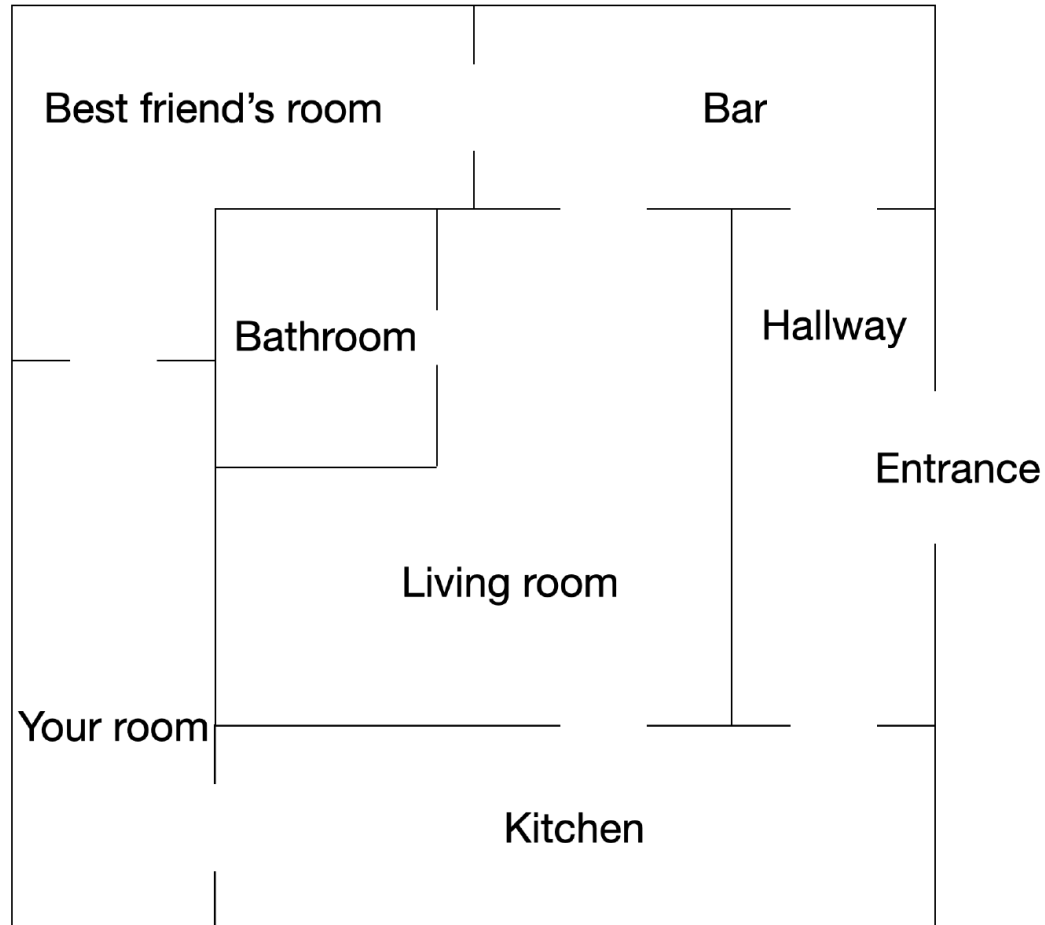 Best friend’s room
Bar
Bathroom
Hallway
Entrance
Living room
Your room
Kitchen